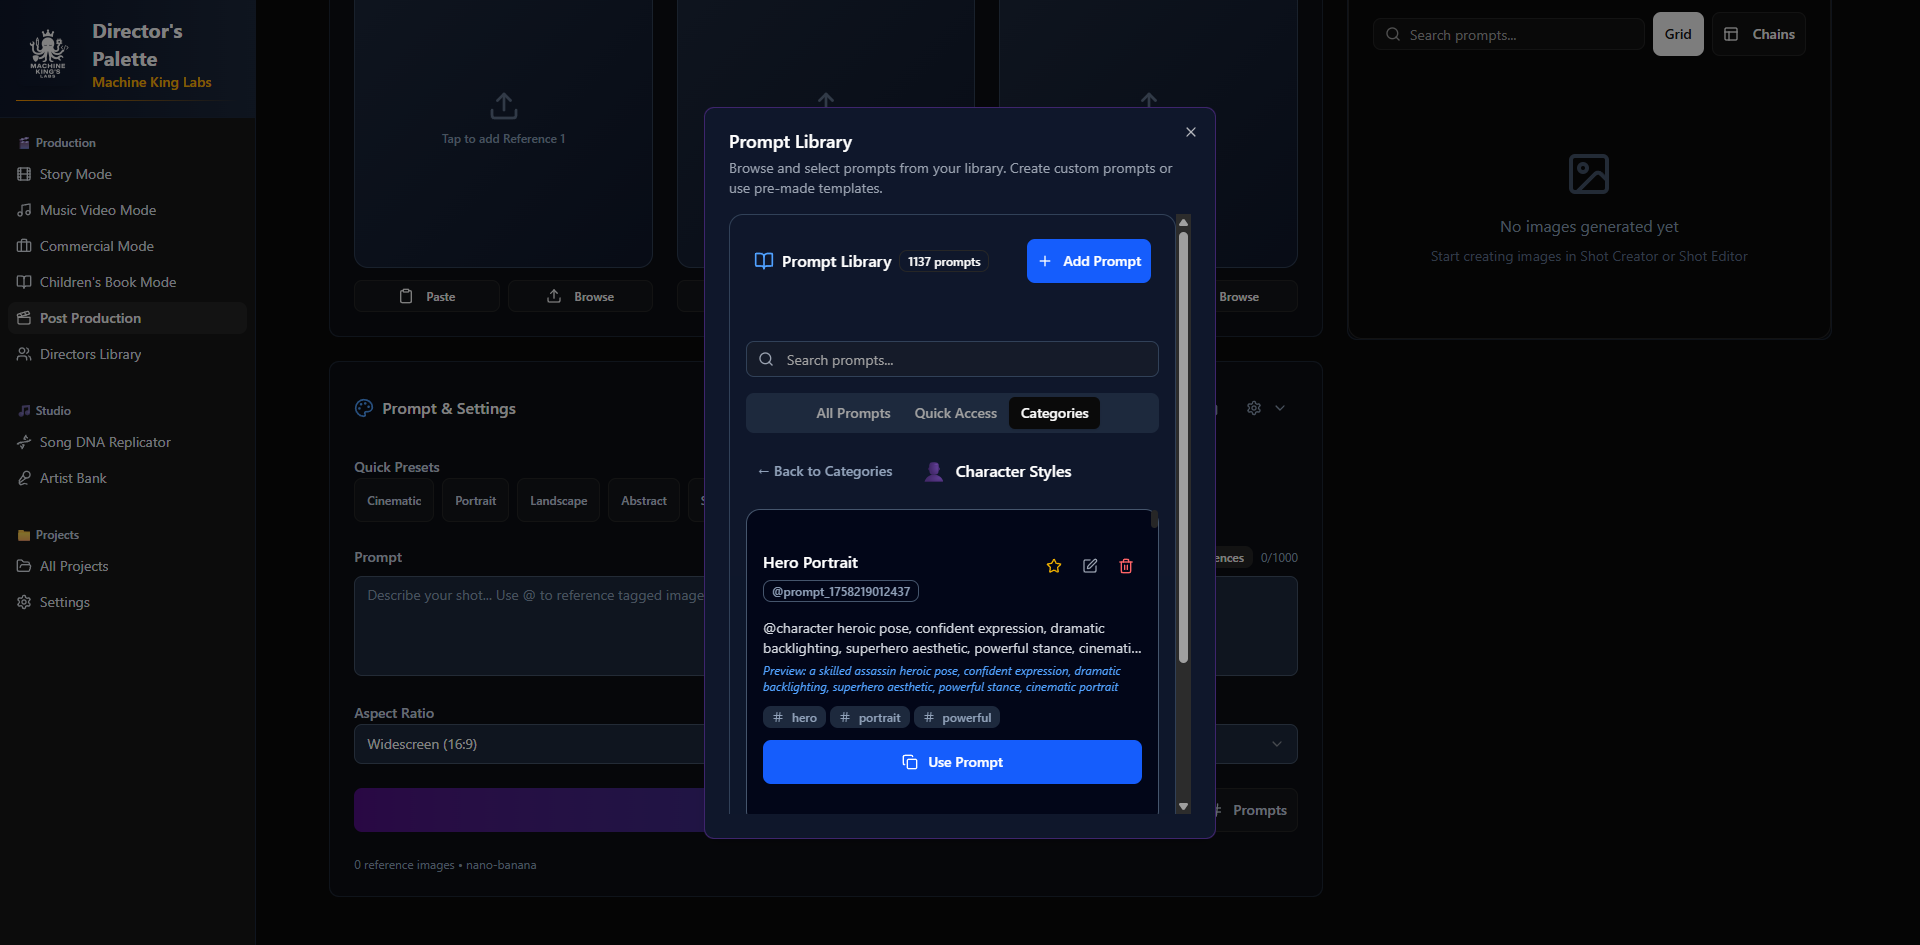 Director's
Palette
Machine King Labs
MACHINE
KING'S
LABS
Production
Story Mode
Music Video Mode
Commercial Mode
Children's Book Mode
Post Production
Directors Library
Studio
Song DNA Replicator
Artist Bank
Projects
All Projects
Settings
Tap to add Reference 1
Paste
Browse
Browse
Prompt & Settings
Quick Presets
Cinematic
Portrait
Landscape
Abstract
Prompt
0/1000
Describe your shot... Use @ to reference tagged image
Aspect Ratio
Widescreen (16:9)
Prompts
0 reference images • nano-banana
Prompt Library
Browse and select prompts from your library. Create custom prompts or
use pre-made templates.
Prompt Library
1137 prompts
+ Add Prompt
Search prompts...
All Prompts
Quick Access
Categories
← Back to Categories
Character Styles
Hero Portrait
@prompt_1758219012437
@character heroic pose, confident expression, dramatic
backlighting, superhero aesthetic, powerful stance, cinemati...
Preview: a skilled assassin heroic pose, confident expression, dramatic
backlighting, superhero aesthetic, powerful stance, cinematic portrait
# hero
# portrait
# powerful
Use Prompt
Search prompts...
Grid
Chains
No images generated yet
Start creating images in Shot Creator or Shot Editor